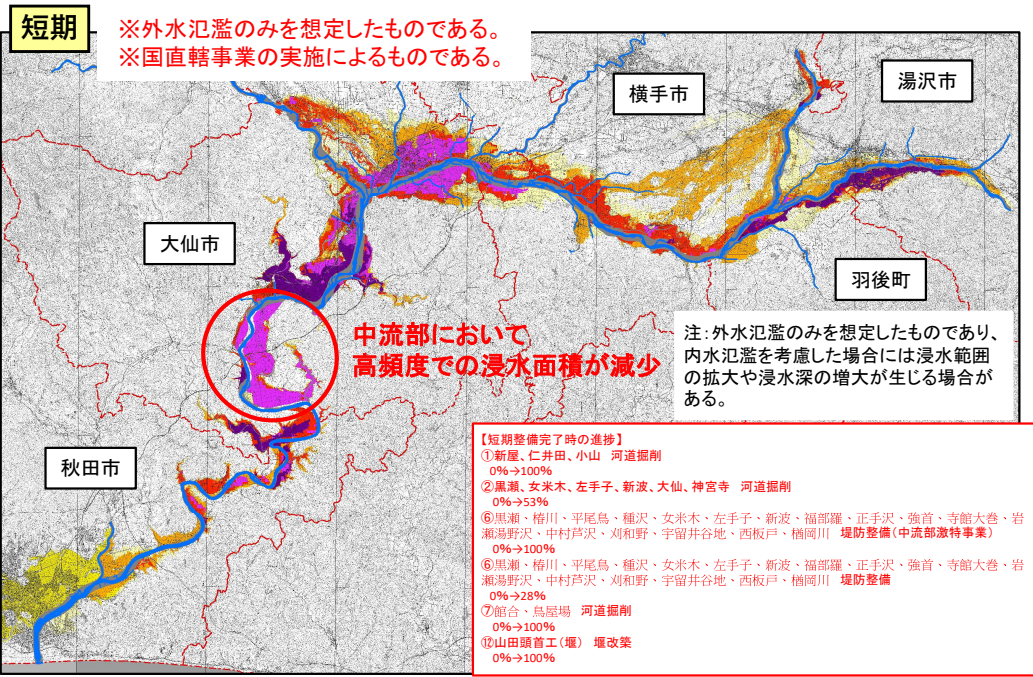 短期
※外水氾濫のみを想定したものである。
※国直轄事業の実施によるものである。
横手市
湯沢市
大仙市
羽後町
中流部において
高頻度での浸水面積が減少
注:外水氾濫のみを想定したものであり、
内水氾濫を考慮した場合には浸水範囲
の拡大や浸水深の増大が生じる場合が
ある。
秋田市
【短期整備完了時の進捗】
①新屋、仁井田、小山　河道掘削
0%→100%
②黒瀬、女米木、左手子、新波、大仙、神宮寺　河道掘削
0%→53%
⑥黒瀬、椿川、平尾鳥、種沢、女米木、左手子、新波、福部羅、正手沢、強首、寺館大巻、岩
瀬湯野沢、中村芦沢、刈和野、宇留井谷地、西板戸、楢岡川　堤防整備(中流部激特事業)
0%→100%
⑥黒瀬、椿川、平尾鳥、種沢、女米木、左手子、新波、福部羅、正手沢、強首、寺館大巻、岩
瀬湯野沢、中村芦沢、刈和野、宇留井谷地、西板戸、楢岡川　堤防整備
0%→28%
⑦館合、鳥屋場　河道掘削
0%→100%
⑫山田頭首工(堰)　堰改築
0%→100%